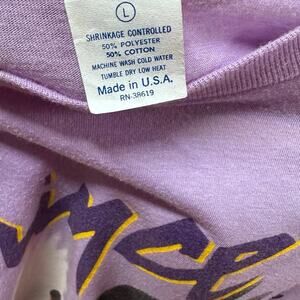 L
SHRINKAGE CONTROLLED
50% POLYESTER
50% COTTON
MACHINE WASH COLD WATER
TUMBLE DRY LOW HEAT
Made in U.S.A.
RN-38619